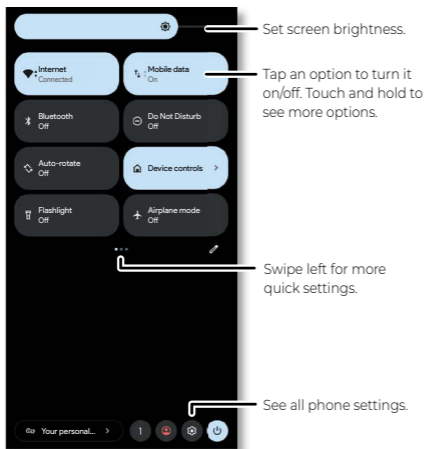 Set screen brightness.
Internet
Connected
Mobile data
On
Tap an option to turn it
on/off. Touch and hold to
see more options.
Bluetooth
Off
Do Not Disturb
Off
Auto-rotate
Off
Device controls
Flashlight
Off
Airplane mode
Off
Swipe left for more
quick settings.
See all phone settings.
Your personal...
1